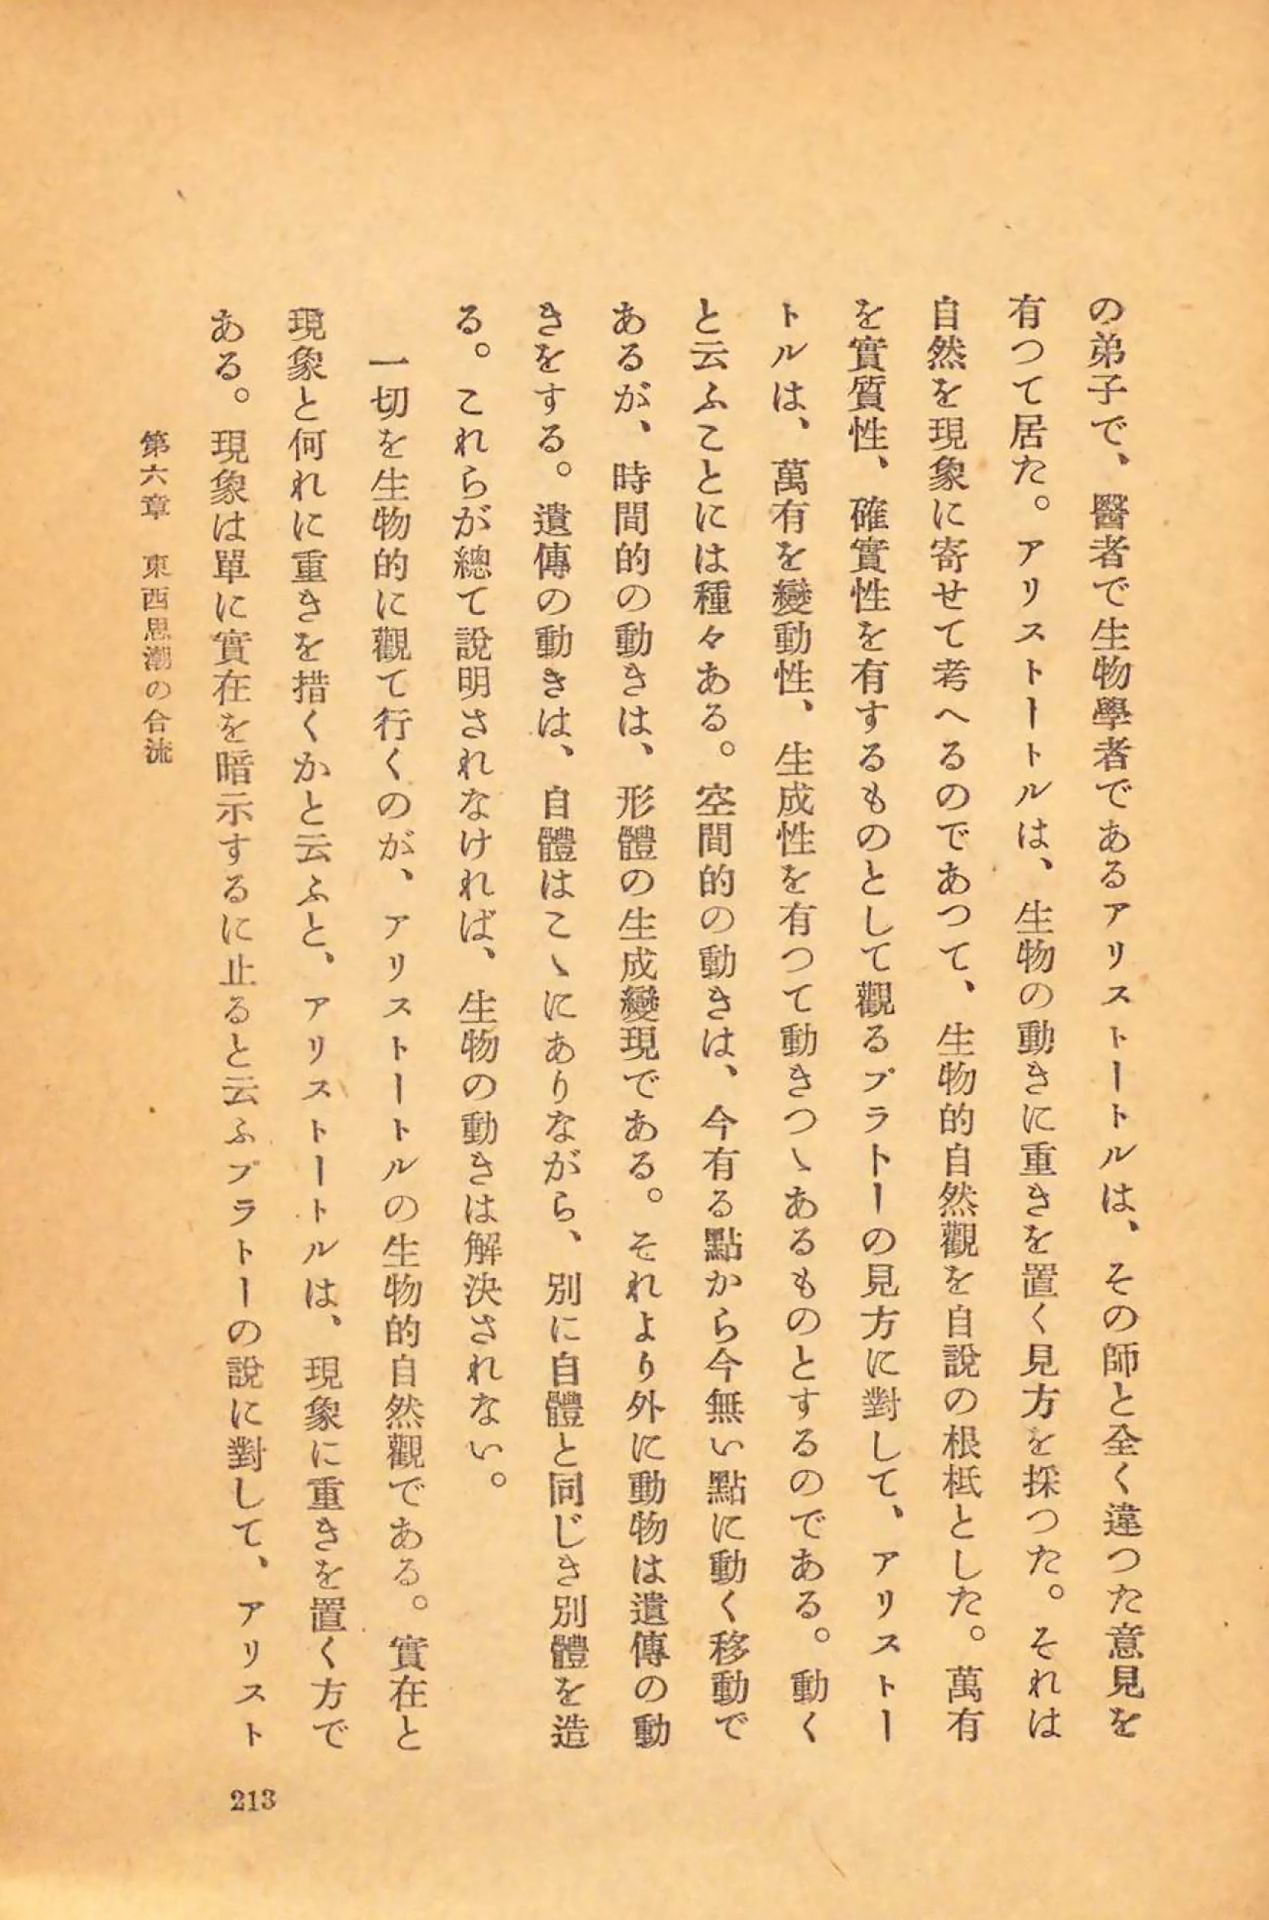 の弟子で、醫者で生物學者であるアリストートルは、その師と全く違つた意見を
有つて居た。アリストートルは、生物の動きに重きを置く見方を採つた。それは
自然を現象に寄せて考へるのであつて、生物的自然觀を自說の根柢とした。萬有
を實質性、確實性を有するものとして觀るプラトーの見方に對して、アリストー
トルは、萬有を變動性、生成性を有つて動きつゝあるものとするのである。動く
と云ふことには種々ある。空間的の動きは、今有る點から今無い點に動く移動で
あるが、時間的の動きは、形體の生成變現である。それより外に動物は遺傳の動
きをする。遺傳の動きは、自體はこゝにありながら、別に自體と同じき別體を造
る。これらが總て說明されなければ、生物の動きは解決されない。
一切を生物的に觀て行くのが、アリストートルの生物的自然觀である。實在と
現象と何れに重きを措くかと云ふと、アリストートルは、現象に重きを置く方で
ある。現象は單に實在を暗示するに止ると云ふプラトーの說に對して、アリスト
第六章 東西思潮の合流
213